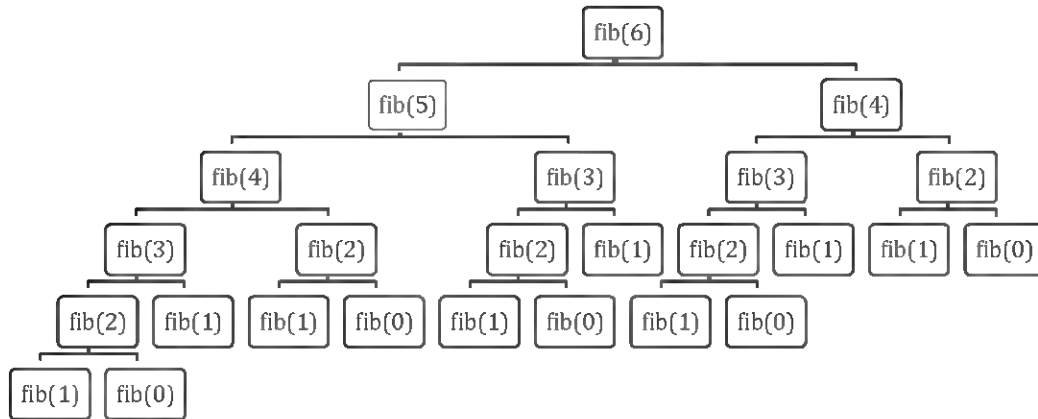 fib(6)
fib(5) fib(4)
fib(4) fib(3) fib(3) fib(2)
fib(3) fib(2) fib(2) fib(1) fib(2) fib(1) fib(1) fib(0)
fib(2) fib(1) fib(1) fib(0) fib(1) fib(0) fib(1) fib(0)
fib(1) fib(0)